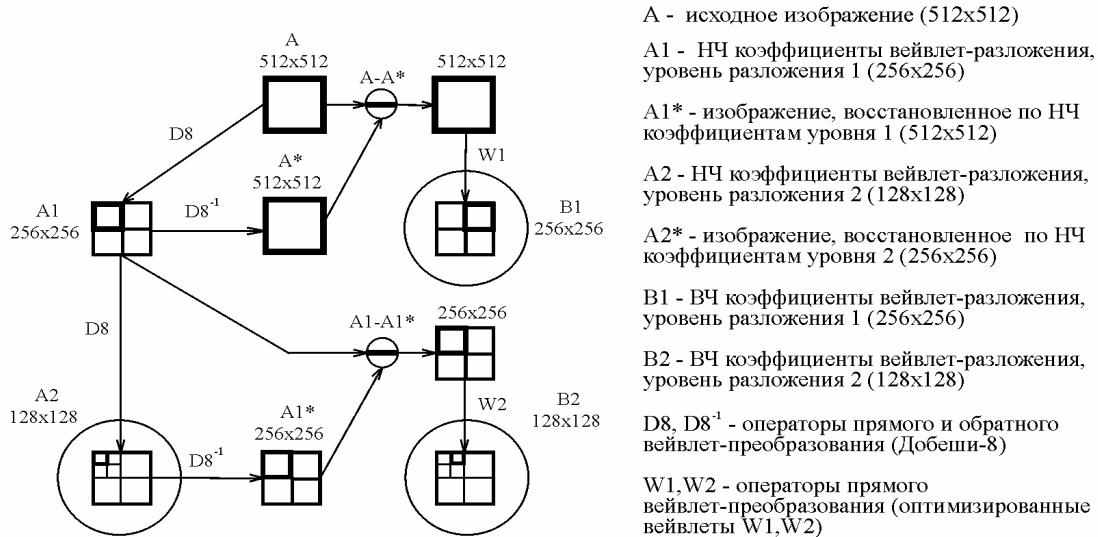 A
512x512
512x512
A-A*
D8
W1
A*
512x512
A1
256x256
D8⁻¹
B1
256x256
D8
A1-A1*
256x256
A2
128x128
A1*
256x256
W2
B2
128x128
D8⁻¹
A - исходное изображение (512x512)
A1 - НЧ коэффициенты вейвлет-разложения,
уровень разложения 1 (256x256)
A1* - изображение, восстановленное по НЧ
коэффициентам уровня 1 (512x512)
A2 - НЧ коэффициенты вейвлет-разложения,
уровень разложения 2 (128x128)
A2* - изображение, восстановленное по НЧ
коэффициентам уровня 2 (256x256)
B1 - ВЧ коэффициенты вейвлет-разложения,
уровень разложения 1 (256x256)
B2 - ВЧ коэффициенты вейвлет-разложения,
уровень разложения 2 (128x128)
D8, D8⁻¹ - операторы прямого и обратного
вейвлет-преобразования (Добеши-8)
W1,W2 - операторы прямого
вейвлет-преобразования (оптимизированные
вейвлеты W1,W2)